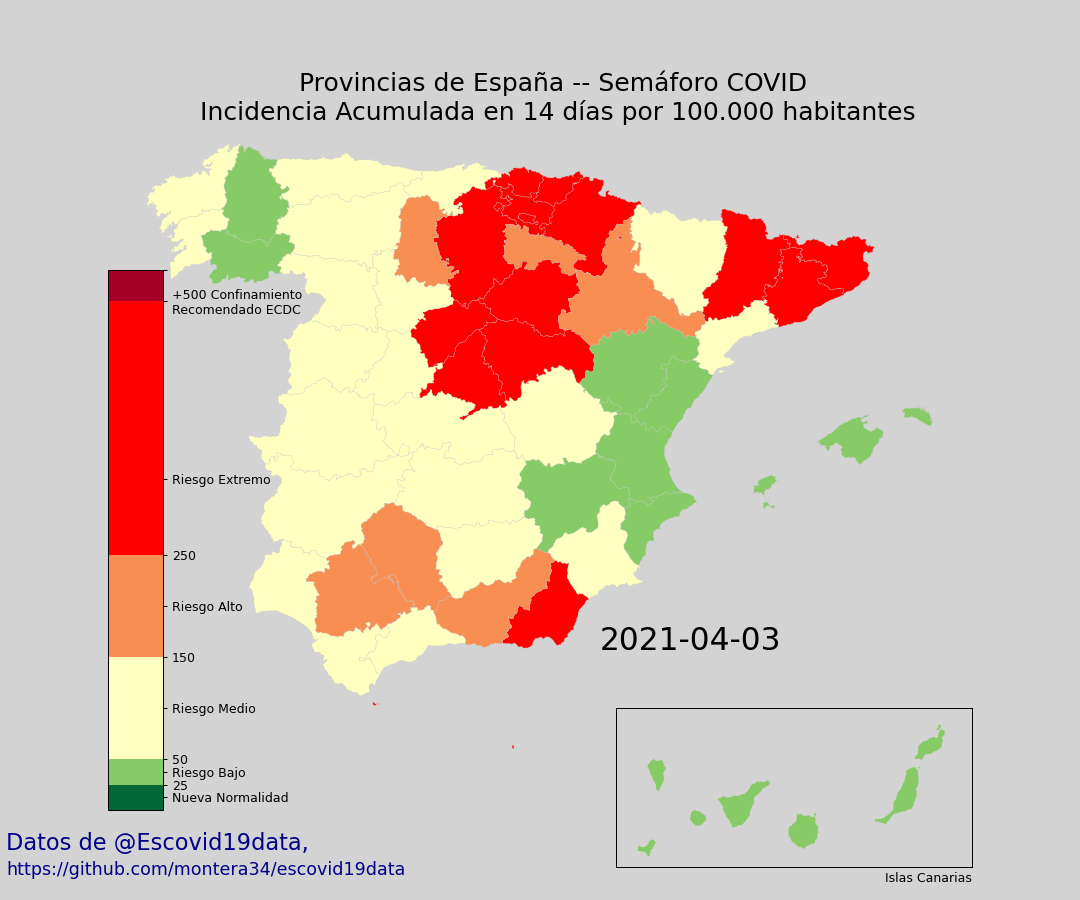 Provincias de España -- Semáforo COVID
Incidencia Acumulada en 14 días por 100.000 habitantes
+500 Confinamiento
Recomendado ECDC
Riesgo Extremo
250
Riesgo Alto
150
Riesgo Medio
50
Riesgo Bajo
25
Nueva Normalidad
2021-04-03
Islas Canarias
Datos de @Escovid19data,
https://github.com/montera34/escovid19data